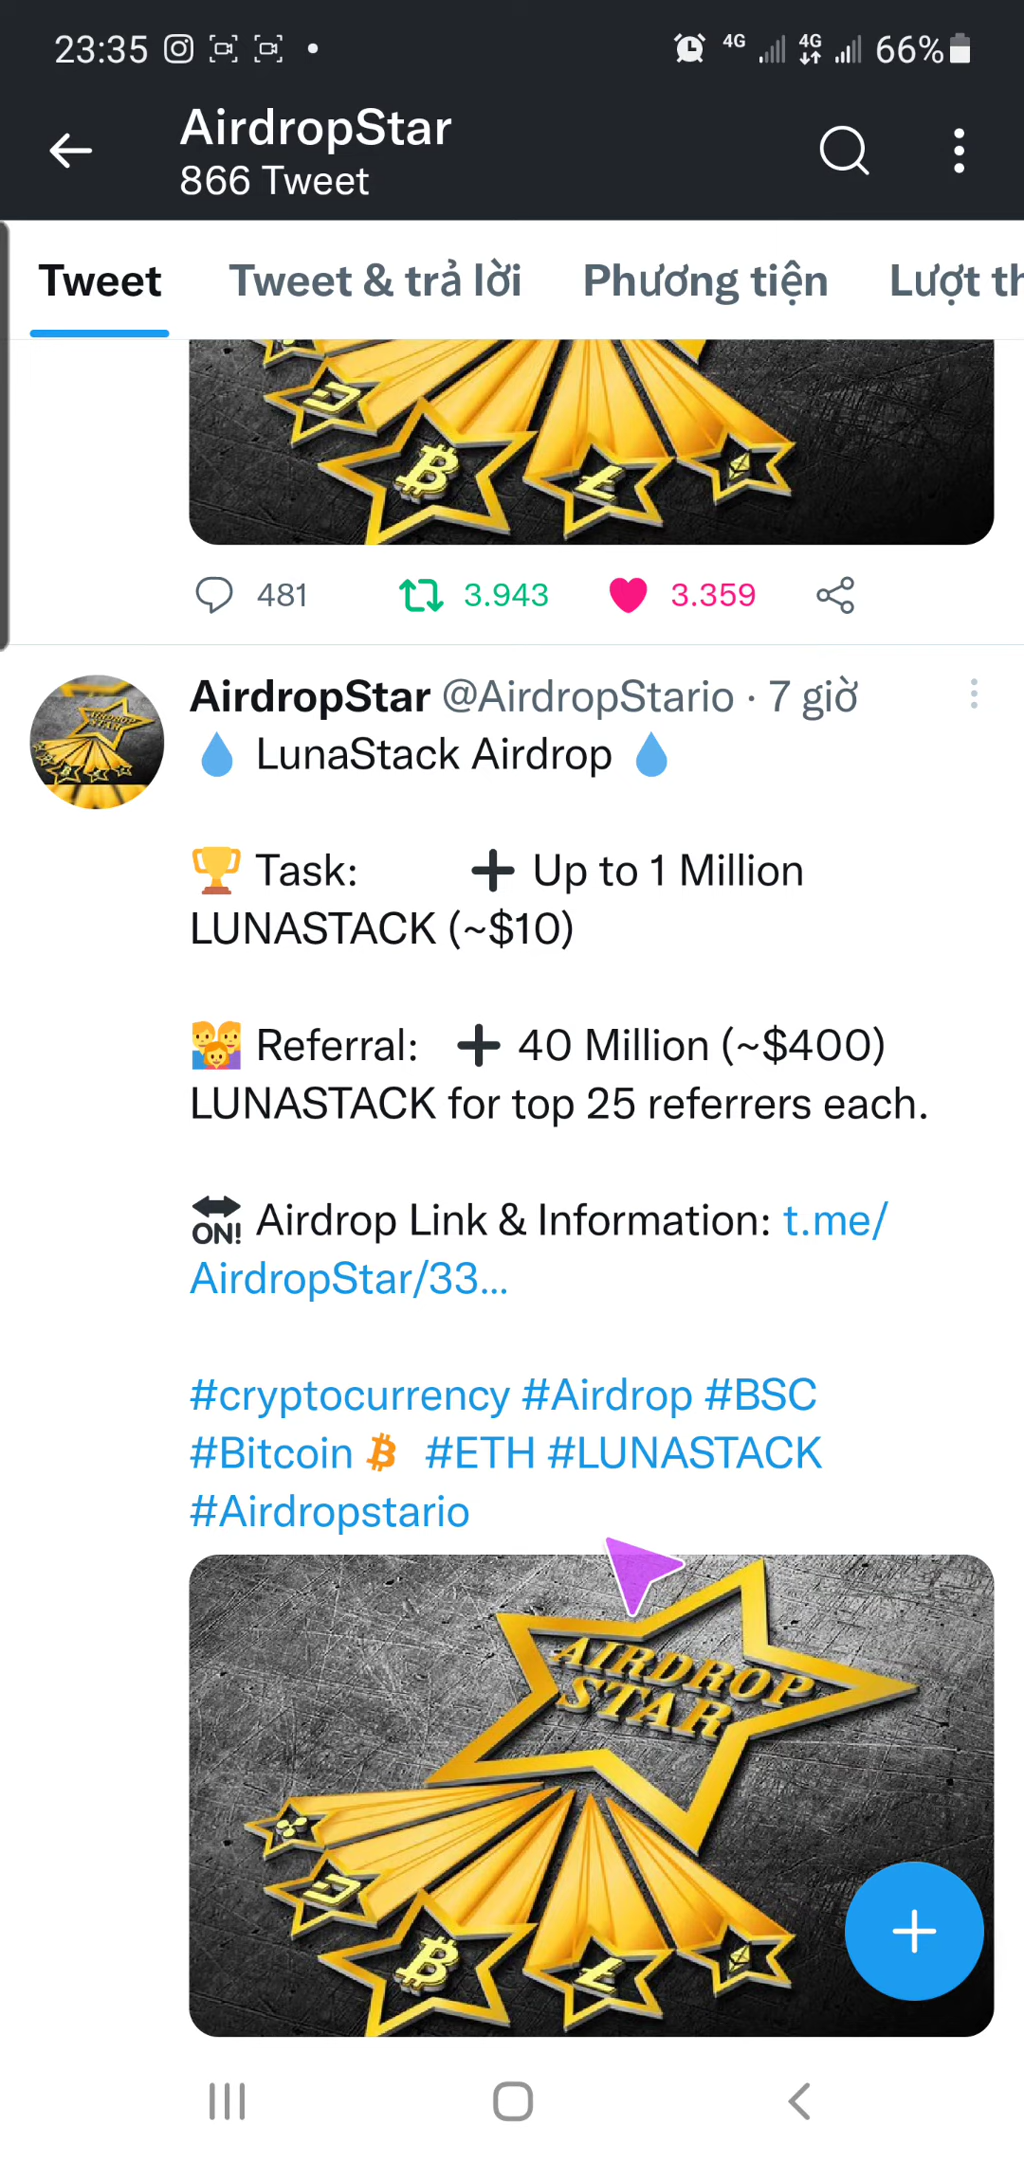 23:35 4G 4G 66%
AirdropStar
866 Tweet
Tweet Tweet & trả lời Phương tiện Lượt th
481 3.943 3.359
AirdropStar @AirdropStario · 7 giờ
💧 LunaStack Airdrop 💧
🏆 Task: ➕ Up to 1 Million
LUNASTACK (~$10)
👨‍👩‍👧 Referral: ➕ 40 Million (~$400)
LUNASTACK for top 25 referrers each.
🔛 Airdrop Link & Information: t.me/
AirdropStar/33...
#cryptocurrency #Airdrop #BSC
#Bitcoin #ETH #LUNASTACK
#Airdropstario
AIRDROP
STAR